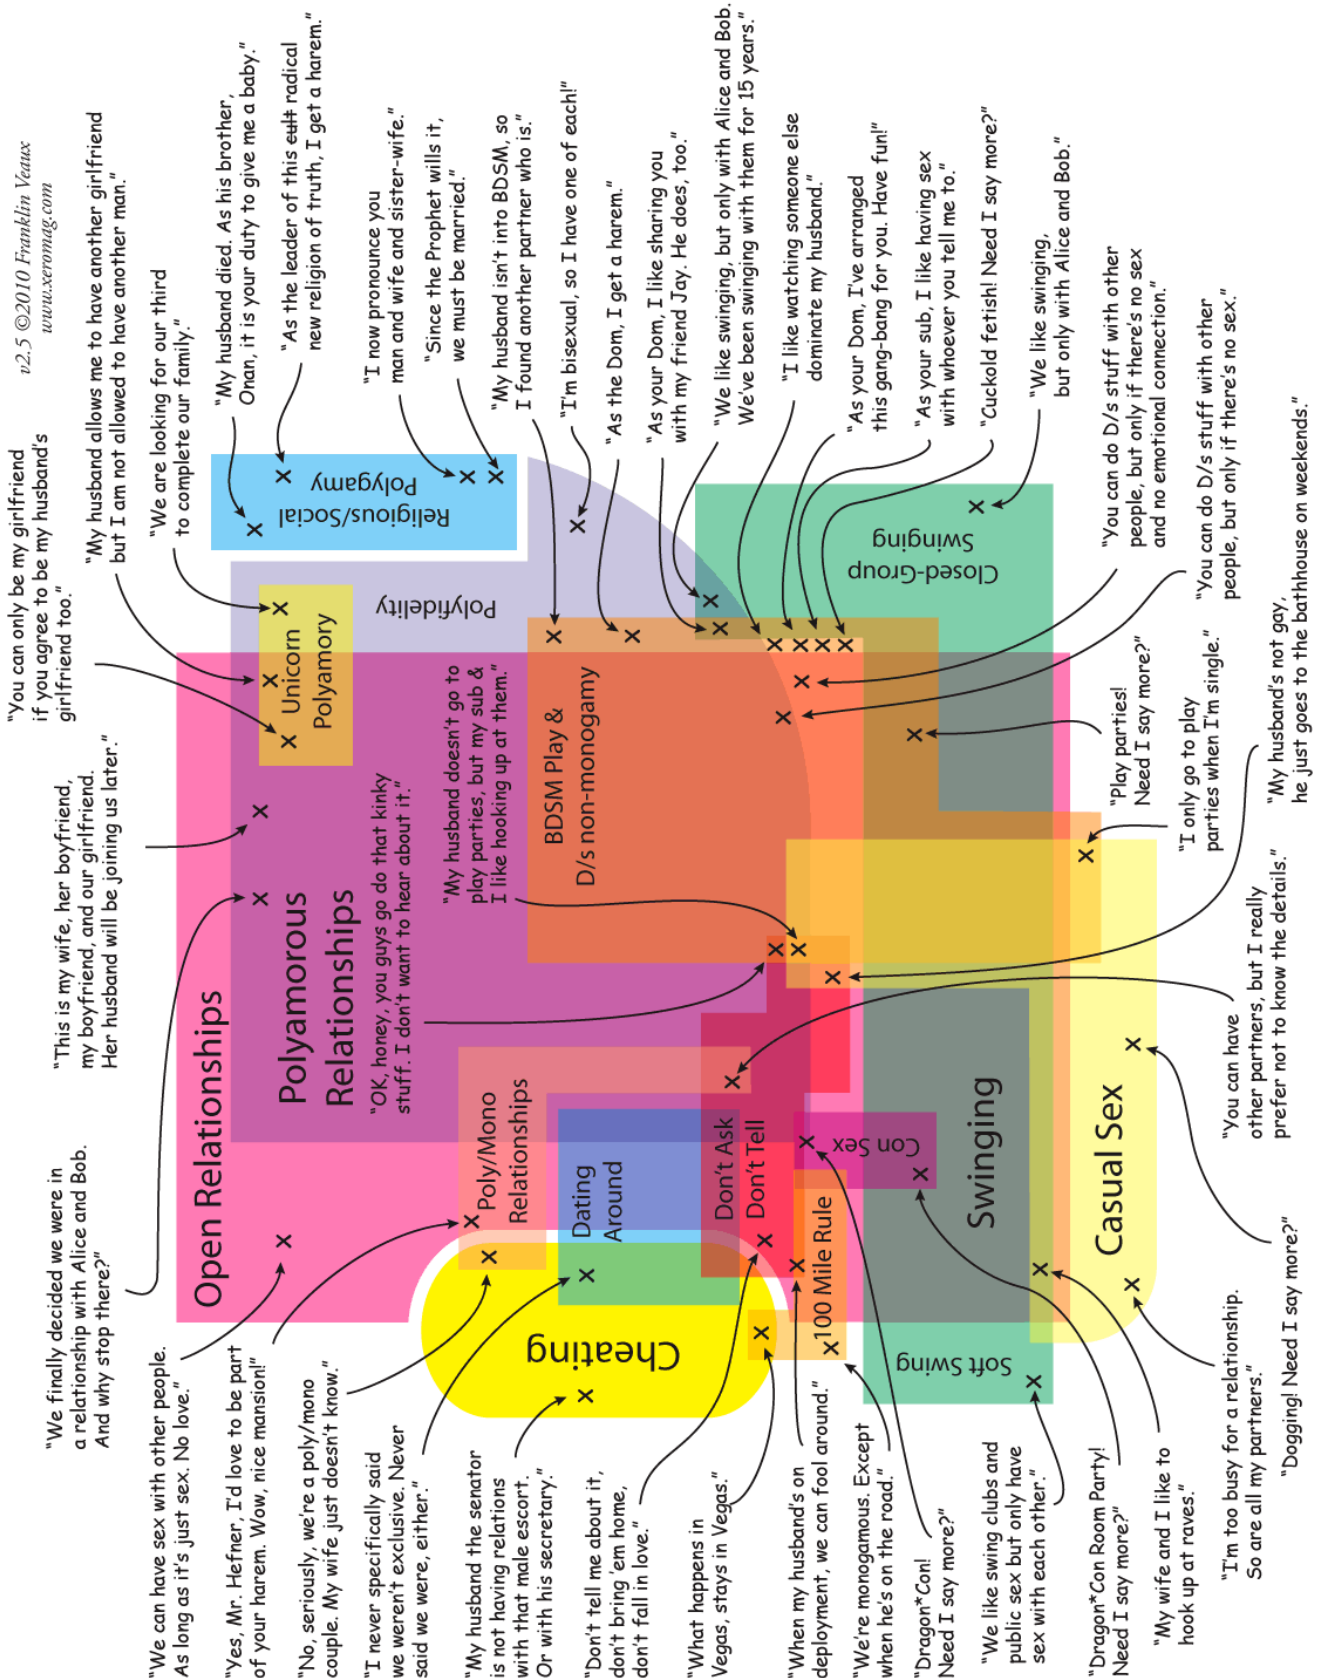 v2.5 ©2010 Franklin Veaux
www.xeromag.com
"We finally decided we were in
a relationship with Alice and Bob.
And why stop there?"
"This is my wife, her boyfriend,
my boyfriend, and our girlfriend.
Her husband will be joining us later."
"You can only be my girlfriend
if you agree to be my husband's
girlfriend too."
"My husband allows me to have another girlfriend
but I am not allowed to have another man."
"We are looking for our third
to complete our family."
"My husband died. As his brother,
Onan, it is your duty to give me a baby."
"As the leader of this cult radical
new religion of truth, I get a harem."
"I now pronounce you
man and wife and sister-wife."
"Since the Prophet wills it,
we must be married."
"My husband isn't into BDSM, so
I found another partner who is."
"I'm bisexual, so I have one of each!"
"As the Dom, I get a harem."
"As your Dom, I like sharing you
with my friend Jay. He does, too."
"We like swinging, but only with Alice and Bob.
We've been swinging with them for 15 years."
"I like watching someone else
dominate my husband."
"As your Dom, I've arranged
this gang-bang for you. Have fun!"
"As your sub, I like having sex
with whoever you tell me to."
"Cuckold fetish! Need I say more?"
"We like swinging,
but only with Alice and Bob."
"You can do D/s stuff with other
people, but only if there's no sex
and no emotional connection."
"You can do D/s stuff with other
people, but only if there's no sex."
"We can have sex with other people.
As long as it's just sex. No love."
"Yes, Mr. Hefner, I'd love to be part
of your harem. Wow, nice mansion!"
"No, seriously, we're a poly/mono
couple. My wife just doesn't know."
"I never specifically said
we weren't exclusive. Never
said we were, either."
"My husband the senator
is not having relations
with that male escort.
Or with his secretary."
"Don't tell me about it,
don't bring 'em home,
don't fall in love."
"What happens in
Vegas, stays in Vegas."
"When my husband's on
deployment, we can fool around."
"We're monogamous. Except
when he's on the road."
"Dragon*Con!
Need I say more?"
"We like swing clubs and
public sex but only have
sex with each other."
"Dragon*Con Room Party!
Need I say more?"
"My wife and I like to
hook up at raves."
"I'm too busy for a relationship.
So are all my partners."
"Dogging! Need I say more?"
"You can have
other partners, but I really
prefer not to know the details."
"My husband's not gay,
he just goes to the bathhouse on weekends."
"I only go to play
parties when I'm single."
"Play parties!
Need I say more?"
Open Relationships
Polyamorous
Relationships
Unicorn
Polyamory
Religious/Social
Polygamy
Polyfidelity
"OK, honey, you guys go do that kinky
stuff. I don't want to hear about it."
"My husband doesn't go to
play parties, but my sub &
I like hooking up at them."
Poly/Mono
Relationships
BDSM Play &
D/s non-monogamy
Cheating
Dating
Around
Don't Ask
Don't Tell
100 Mile Rule
Con Sex
Closed-Group
Swinging
Soft Swing
Swinging
Casual Sex